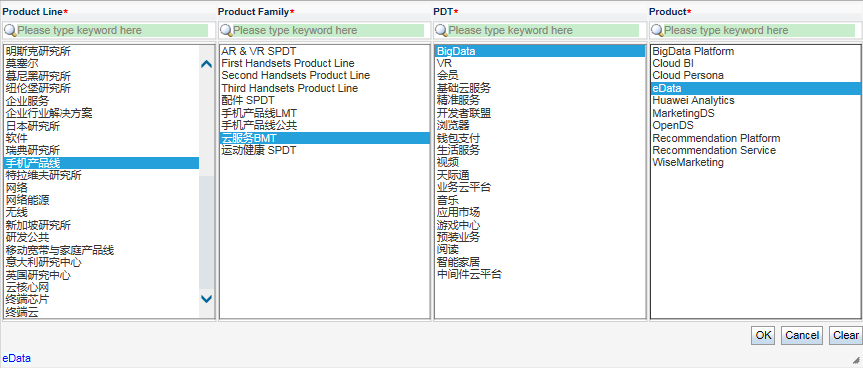 Product Line*
Product Family*
PDT*
Product*
Please type keyword here
Please type keyword here
Please type keyword here
Please type keyword here
明斯克研究所
莫塞尔
慕尼黑研究所
纽伦堡研究所
企业服务
企业行业解决方案
日本研究所
软件
瑞典研究所
手机产品线
特拉维夫研究所
网络
网络能源
无线
新加坡研究所
研发公共
移动宽带与家庭产品线
意大利研究中心
英国研究中心
云核心网
终端芯片
终端云
AR & VR SPDT
First Handsets Product Line
Second Handsets Product Line
Third Handsets Product Line
配件 SPDT
手机产品线LMT
手机产品线公共
云服务BMT
运动健康 SPDT
BigData
VR
会员
基础云服务
精准服务
开发者联盟
浏览器
钱包支付
生活服务
视频
天际通
业务云平台
音乐
应用市场
游戏中心
预装业务
阅读
智能家居
中间件云平台
BigData Platform
Cloud BI
Cloud Persona
eData
Huawei Analytics
MarketingDS
OpenDS
Recommendation Platform
Recommendation Service
WiseMarketing
OK
Cancel
Clear
eData